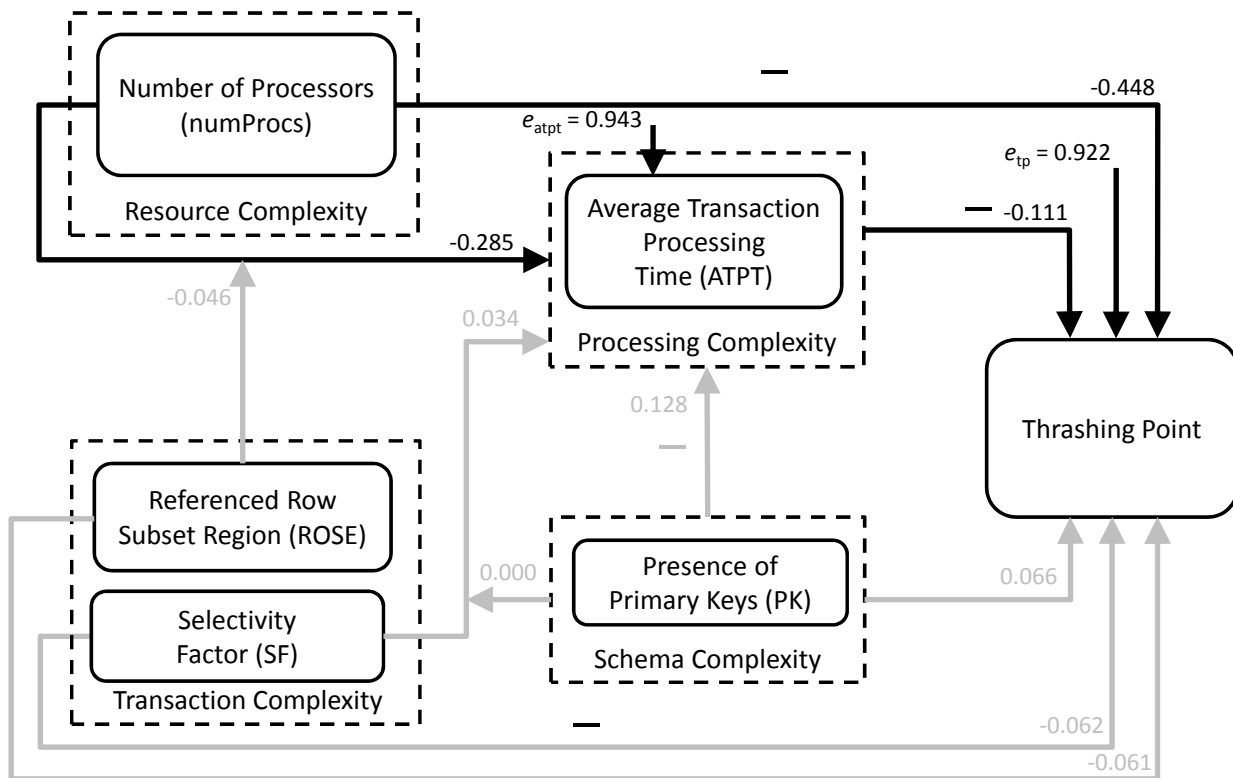 Number of Processors
(numProcs)
Resource Complexity
—
-0.448
e_atpt = 0.943
e_tp = 0.922
Average Transaction
Processing
Time (ATPT)
Processing Complexity
—
-0.111
-0.285
-0.046
0.034
0.128
—
Thrashing Point
Referenced Row
Subset Region (ROSE)
Selectivity
Factor (SF)
Transaction Complexity
0.000
Presence of
Primary Keys (PK)
Schema Complexity
0.066
—
-0.062
-0.061